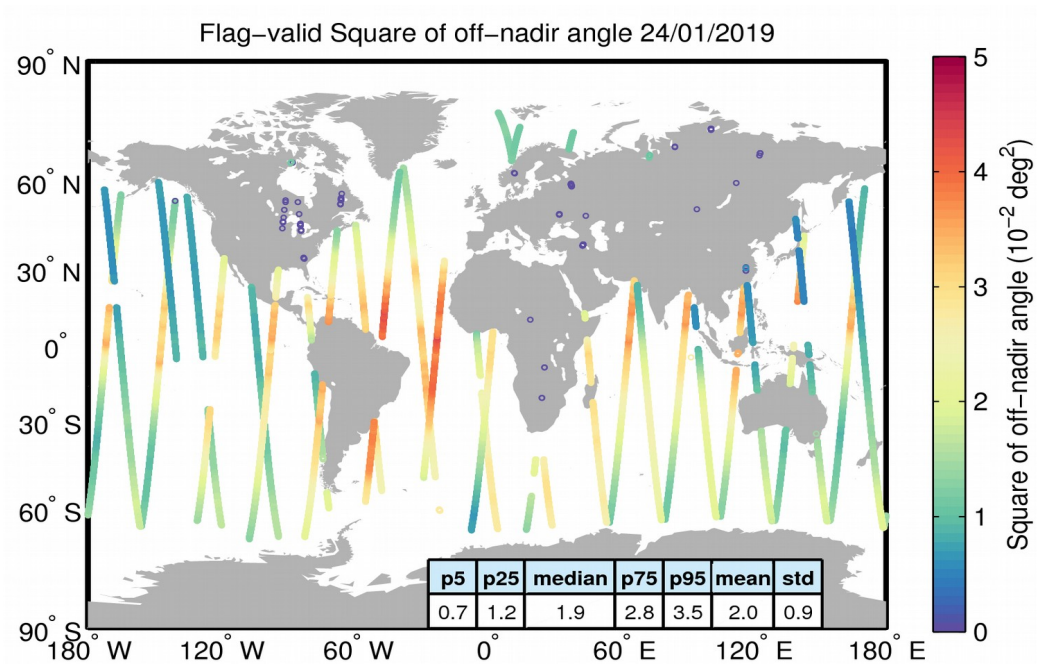 Flag−valid Square of off−nadir angle 24/01/2019
90° N
60° N
30° N
0°
30° S
60° S
90° S
180° W
120° W
60° W
0°
60° E
120° E
180° E
p5 p25 median p75 p95 mean std
0.7 1.2 1.9 2.8 3.5 2.0 0.9
5
4
3
2
1
0
Square of off−nadir angle (10⁻² deg²)